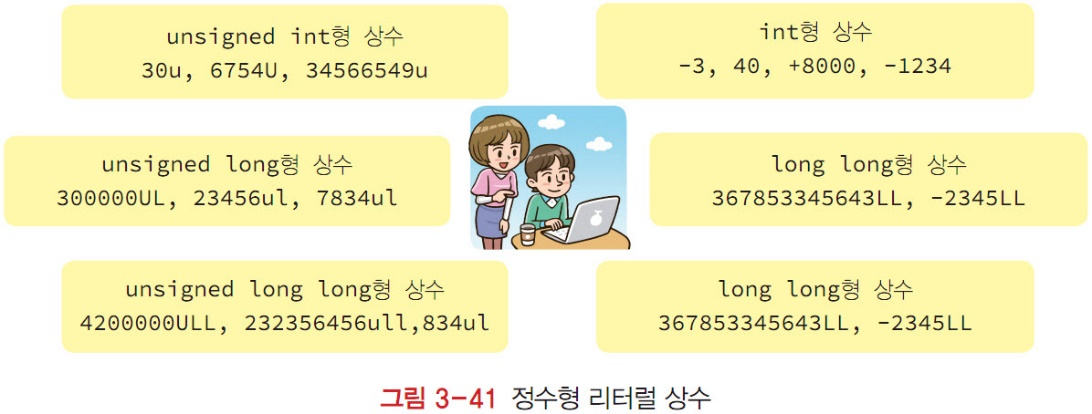 unsigned int형 상수
30u, 6754U, 34566549u
int형 상수
-3, 40, +8000, -1234
unsigned long형 상수
300000UL, 23456ul, 7834ul
long long형 상수
367853345643LL, -2345LL
unsigned long long형 상수
4200000ULL, 232356456ull,834ul
long long형 상수
367853345643LL, -2345LL
그림 3-41 정수형 리터럴 상수